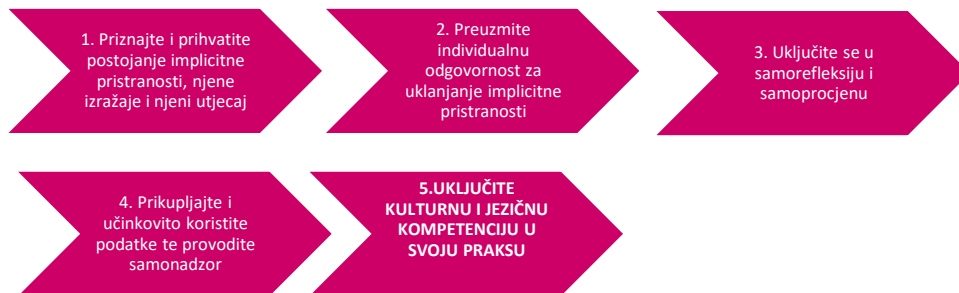 1. Priznajte i prihvatite
postojanje implicitne
pristranosti, njene
izražaje i njeni utjecaj
2. Preuzmite
individualnu
odgovornost za
uklanjanje implicitne
pristranosti
3. Uključite se u
samorefleksiju i
samoprocjenu
4. Prikupljajte i
učinkovito koristite
podatke te provodite
samonadzor
5.UKLJUČITE
KULTURNU I JEZIČNU
KOMPETENCIJU U
SVOJU PRAKSU